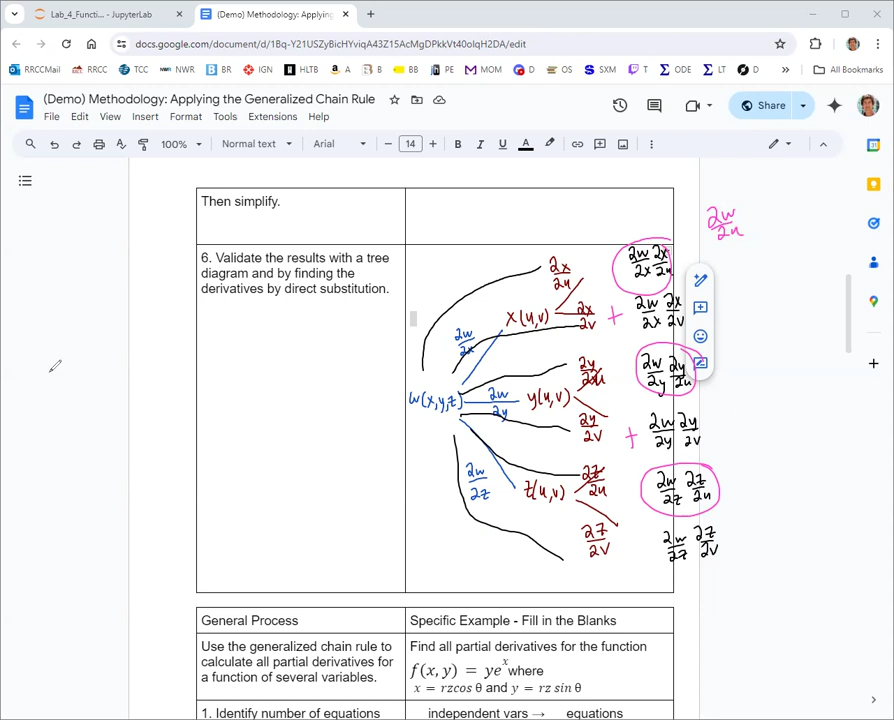 Lab_4_Functi... - JupyterLab
(Demo) Methodology: Applying
docs.google.com/document/d/1Bq-Y21USZyBicHYviqA43Z15AcMgDPkkVt40olqH2DA/edit
RRCCMail RRCC TCC NWR BR IGN HLTB A B BB PE MOM D OS SXM T ODE LT D All Bookmarks
(Demo) Methodology: Applying the Generalized Chain Rule
Share
File Edit View Insert Format Tools Extensions Help
100% Normal text Arial 14 B I U A
Then simplify.
6. Validate the results with a tree
diagram and by finding the
derivatives by direct substitution.
∂w/∂u
∂x/∂u ∂w/∂x ∂x/∂u
x(u,v) ∂x/∂v + ∂w/∂x ∂x/∂v
∂w/∂x
∂y/∂u ∂w/∂y ∂y/∂u
w(x,y,z) ∂w/∂y y(u,v)
∂y/∂v + ∂w/∂y ∂y/∂v
∂w/∂z z(u,v) ∂z/∂u ∂w/∂z ∂z/∂u
∂z/∂v ∂w/∂z ∂z/∂v
General Process
Specific Example - Fill in the Blanks
Use the generalized chain rule to
calculate all partial derivatives for
a function of several variables.
Find all partial derivatives for the function
f(x, y) = ye^x where
x = rzcos θ and y = rz sin θ
1. Identify number of equations
independent vars → equations